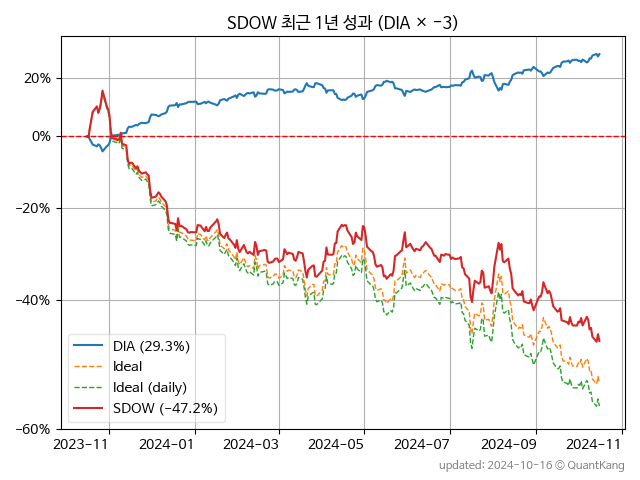 SDOW 최근 1년 성과 (DIA × −3)
20%
0%
−20%
−40%
−60%
DIA (29.3%)
Ideal
Ideal (daily)
SDOW (−47.2%)
2023−11 2024−01 2024−03 2024−05 2024−07 2024−09 2024−11
updated: 2024-10-16 © QuantKang